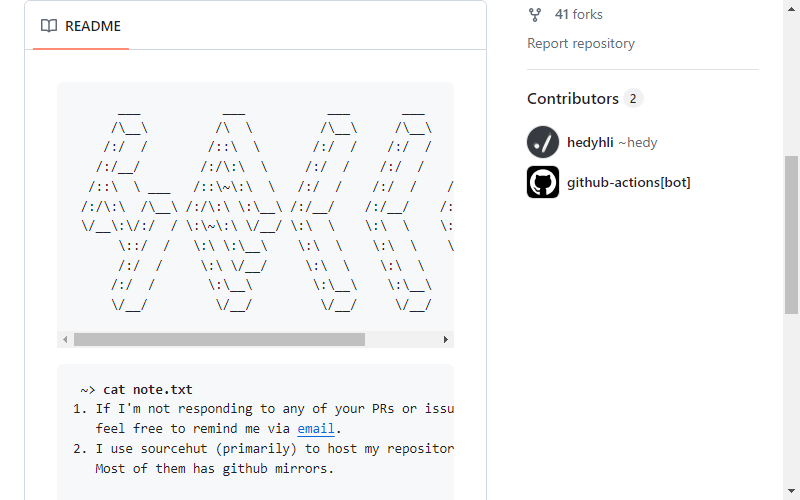 README
      ___           ___           ___       ___
     /\__\         /\  \         /\__\     /\__\
    /:/  /        /::\  \       /:/  /    /:/  /
   /:/__/        /:/\:\  \     /:/  /    /:/  /
  /::\  \ ___   /::\~\:\  \   /:/  /    /:/  /    /
 /:/\:\  /\__\ /:/\:\ \:\__\ /:/__/    /:/__/    /:
 \/__\:\/:/  / \:\~\:\ \/__/ \:\  \    \:\  \    \:
      \::/  /   \:\ \:\__\    \:\  \    \:\  \    \
      /:/  /     \:\ \/__/     \:\  \    \:\  \
     /:/  /       \:\__\        \:\__\    \:\__\
     \/__/         \/__/         \/__/     \/__/
~> cat note.txt
1. If I'm not responding to any of your PRs or issu
feel free to remind me via email.
2. I use sourcehut (primarily) to host my repositor
Most of them has github mirrors.
41 forks
Report repository
Contributors 2
hedyhli ~hedy
github-actions[bot]